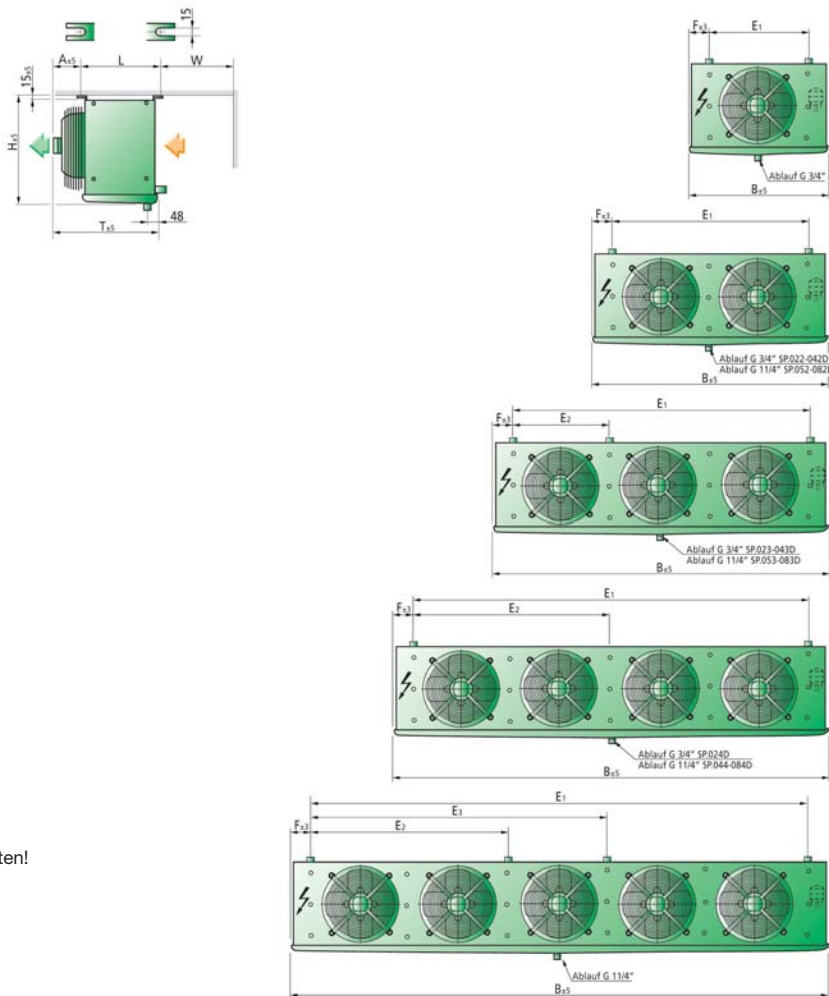 15
A±5 L W
15±5
H±5
48
T±5
F±3 E1
Ablauf G 3/4"
B±5
F±3 E1
Ablauf G 3/4" SP.022-042D
Ablauf G 11/4" SP.052-082D
B±5
E1
F±3 E2
Ablauf G 3/4" SP.023-043D
Ablauf G 11/4" SP.053-083D
B±5
E1
F±3 E2
Ablauf G 3/4" SP.024D
Ablauf G 11/4" SP.044-084D
B±5
E1
E3
F±3 E2
ten!
Ablauf G 11/4"
B±5